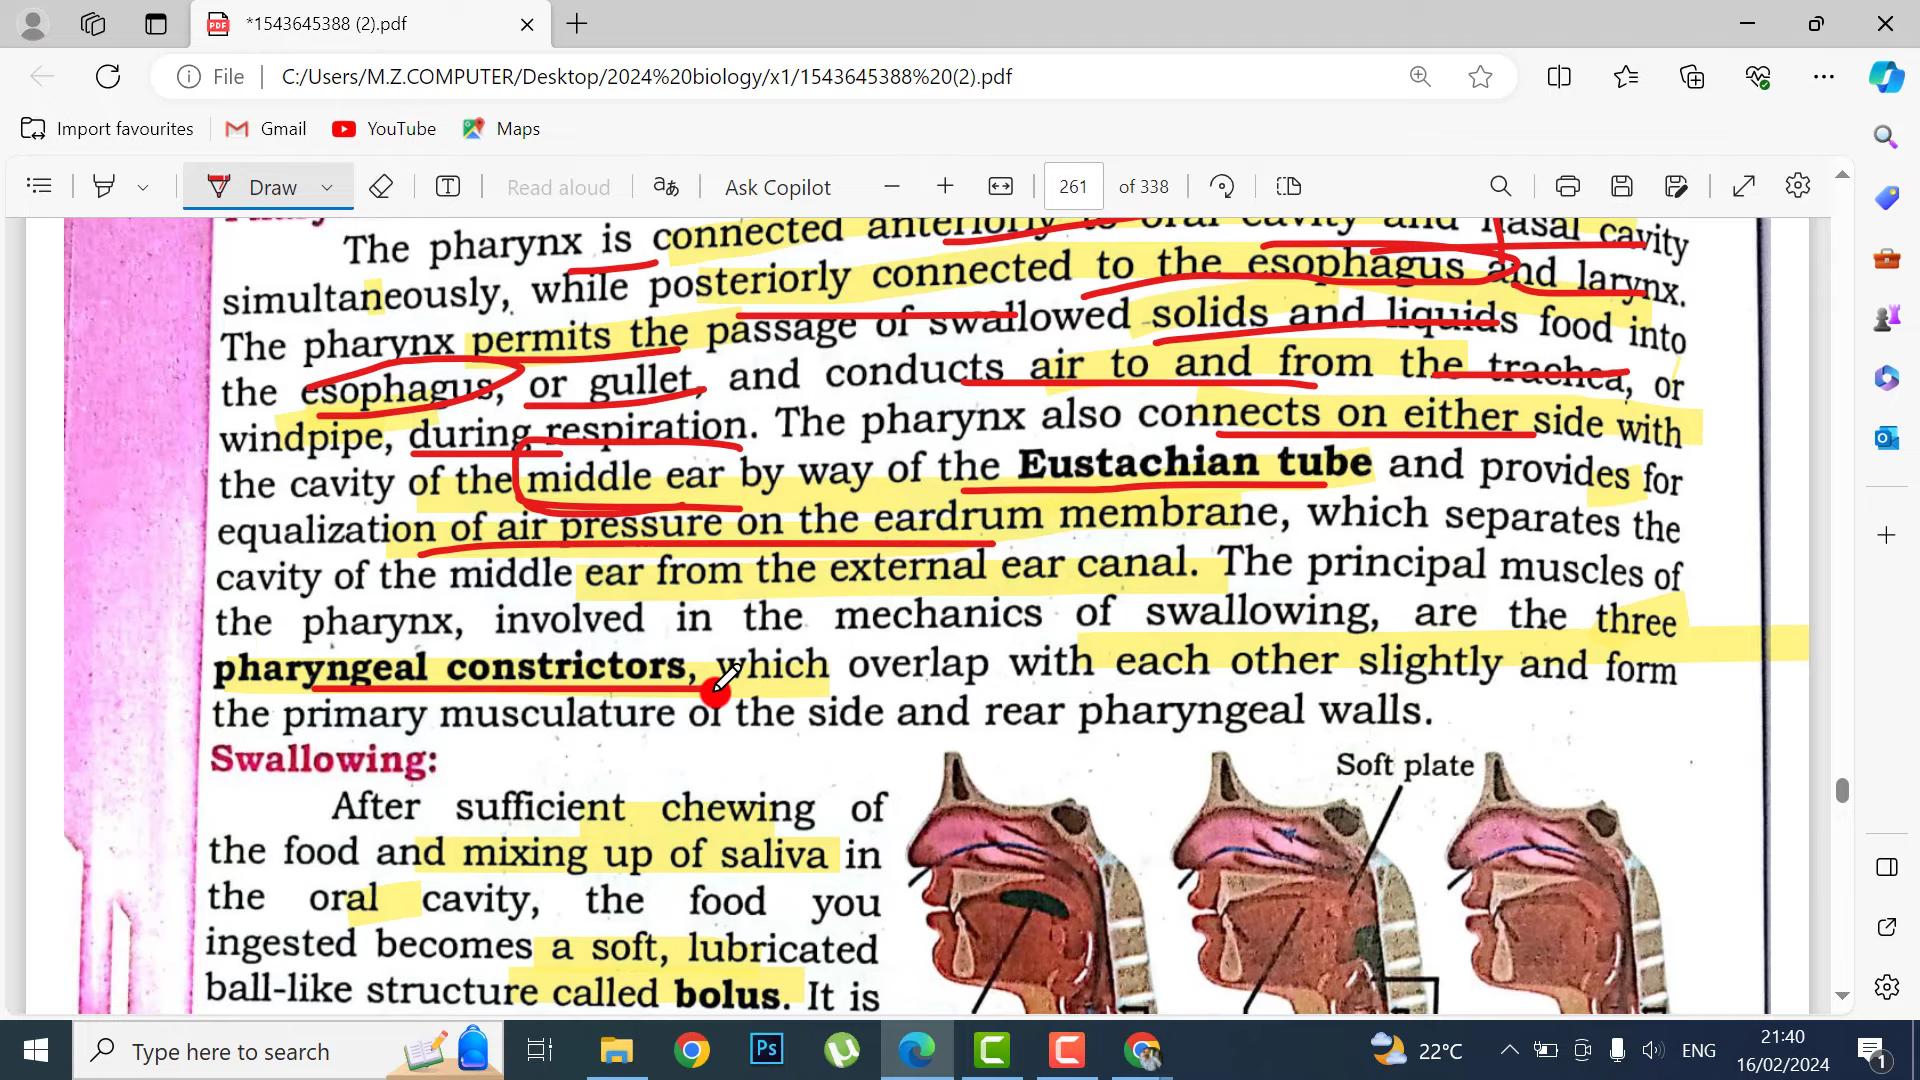 *1543645388 (2).pdf
File
C:/Users/M.Z.COMPUTER/Desktop/2024%20biology/x1/1543645388%20(2).pdf
Import favourites
Gmail
YouTube
Maps
Draw
Read aloud
Ask Copilot
261
of 338
The pharynx is connected anteriorly to oral cavity and nasal cavity
simultaneously, while posteriorly connected to the esophagus and larynx.
The pharynx permits the passage of swallowed solids and liquids food into
the esophagus, or gullet, and conducts air to and from the trachea, or
windpipe, during respiration. The pharynx also connects on either side with
the cavity of the middle ear by way of the Eustachian tube and provides for
equalization of air pressure on the eardrum membrane, which separates the
cavity of the middle ear from the external ear canal. The principal muscles of
the pharynx, involved in the mechanics of swallowing, are the three
pharyngeal constrictors, which overlap with each other slightly and form
the primary musculature of the side and rear pharyngeal walls.
Swallowing:
Soft plate
After sufficient chewing of
the food and mixing up of saliva in
the oral cavity, the food you
ingested becomes a soft, lubricated
ball-like structure called bolus. It is
Type here to search
Ps
22°C
ENG
21:40
16/02/2024
1